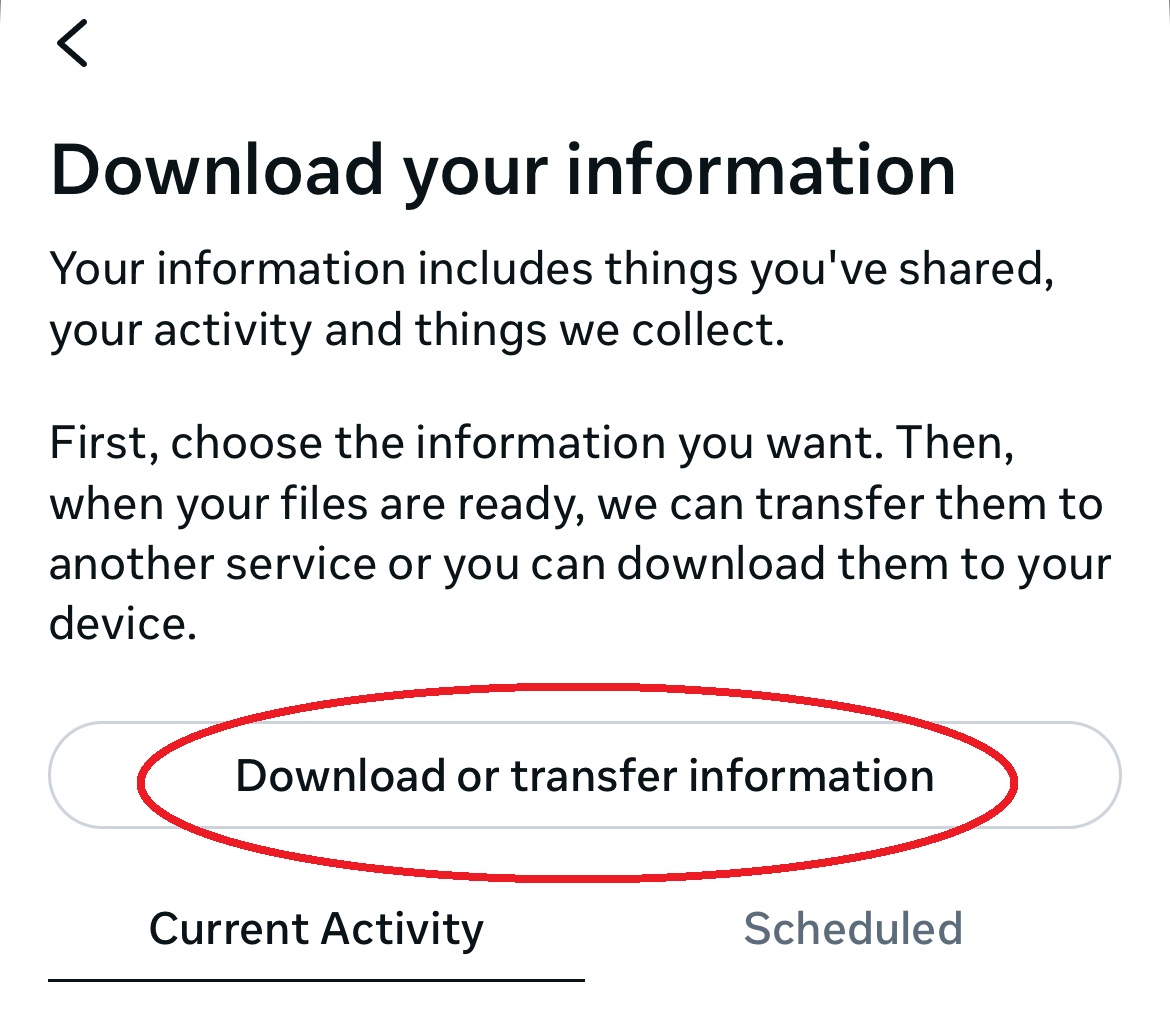 Download your information
Your information includes things you've shared,
your activity and things we collect.
First, choose the information you want. Then,
when your files are ready, we can transfer them to
another service or you can download them to your
device.
Download or transfer information
Current Activity
Scheduled